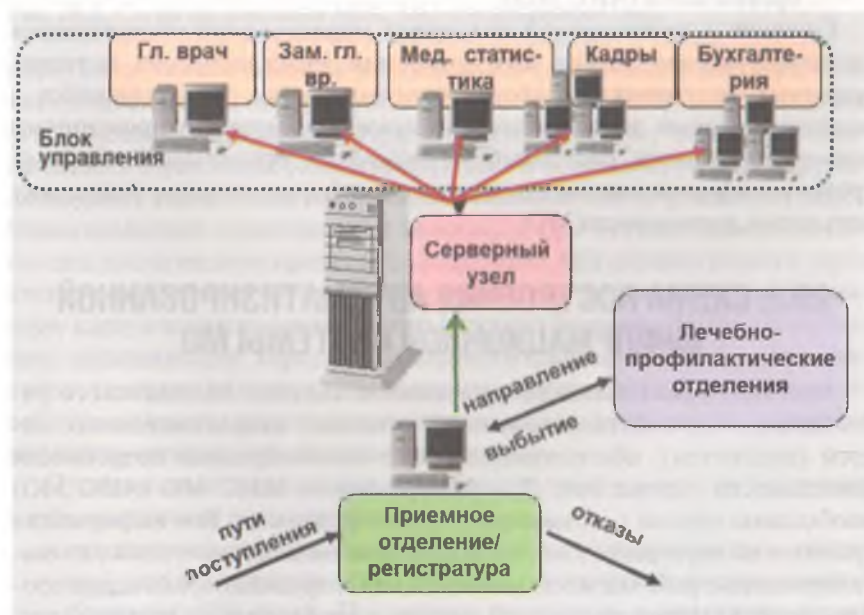 Гл. врач
Зам. гл.
вр.
Мед. статис-
тика
Кадры
Бухгалте-
рия
Блок
управления
Серверный
узел
Лечебно-
профилактические
отделения
направление
выбытие
Приемное
отделение/
регистратура
пути
поступления
отказы